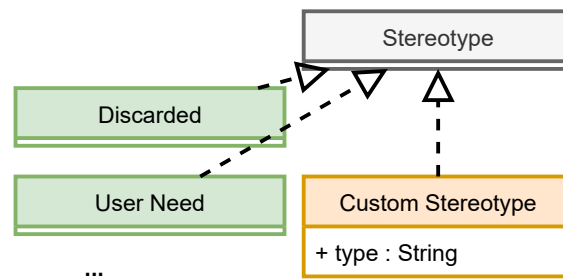 Stereotype
Discarded
User Need
Custom Stereotype
+ type : String
...